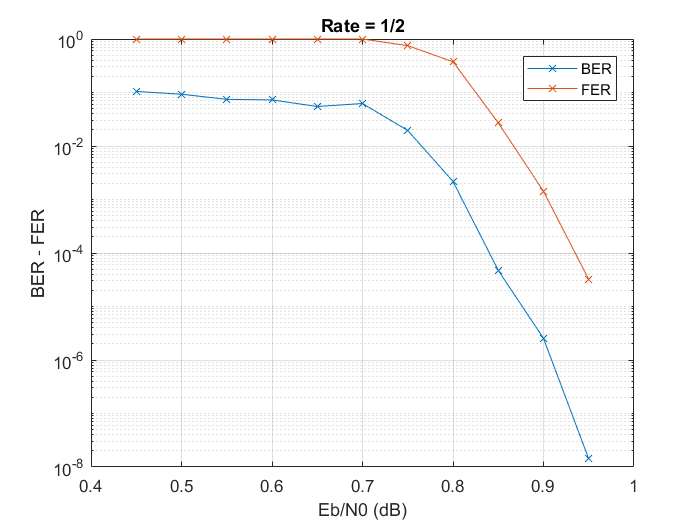 Rate = 1/2
BER
FER
10^0
10^-2
10^-4
10^-6
10^-8
BER - FER
0.4 0.5 0.6 0.7 0.8 0.9 1
Eb/N0 (dB)